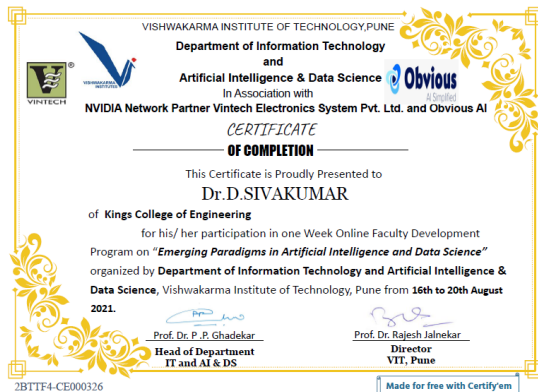 VISHWAKARMA INSTITUTE OF TECHNOLOGY,PUNE
Department of Information Technology
and
Artificial Intelligence & Data Science
In Association with
NVIDIA Network Partner Vintech Electronics System Pvt. Ltd. and Obvious AI
V
®
VINTECH
VISHWAKARMA
INSTITUTES
Obvious
AI Simplified
CERTIFICATE
OF COMPLETION
This Certificate is Proudly Presented to
Dr.D.SIVAKUMAR
of Kings College of Engineering
for his/ her participation in one Week Online Faculty Development
Program on "Emerging Paradigms in Artificial Intelligence and Data Science"
organized by Department of Information Technology and Artificial Intelligence &
Data Science, Vishwakarma Institute of Technology, Pune from 16th to 20th August
2021.
Prof. Dr. P .P. Ghadekar
Head of Department
IT and AI & DS
Prof. Dr. Rajesh Jalnekar
Director
VIT, Pune
2BTTF4-CE000326
Made for free with Certify'em